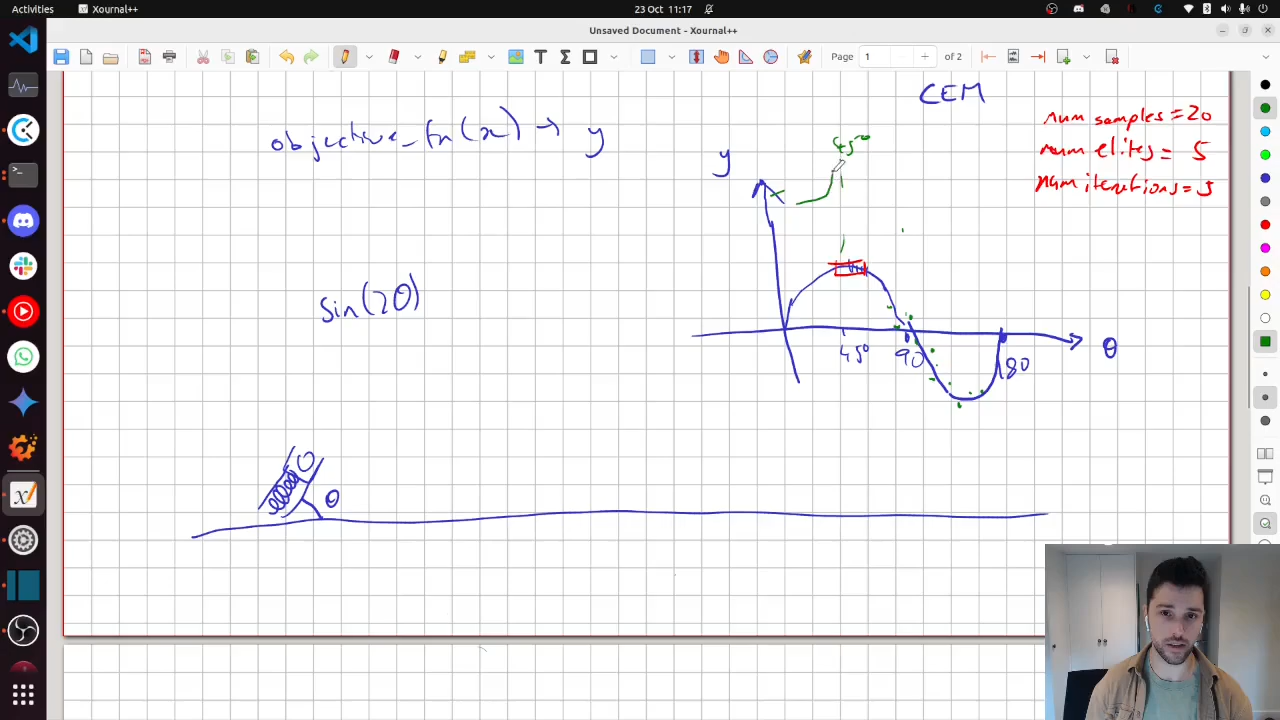 Activities
Xournal++
23 Oct 11:17
Unsaved Document - Xournal++
Page
1
of 2
CEM
objective_fn(x) → y
num samples = 20
num elites = 5
num iterations = 5
y
45°
sin(2θ)
45°
90
180
θ
θ